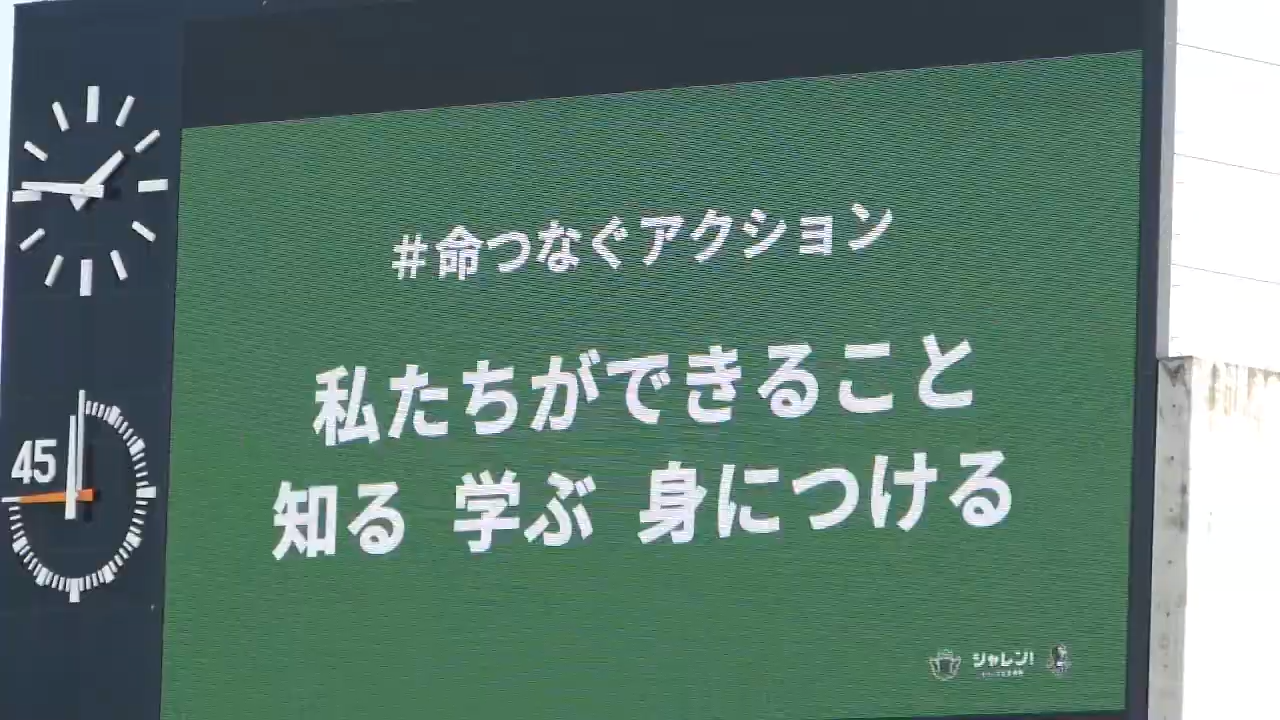 #命つなぐアクション
私たちができること
知る 学ぶ 身につける
45
シャレン!